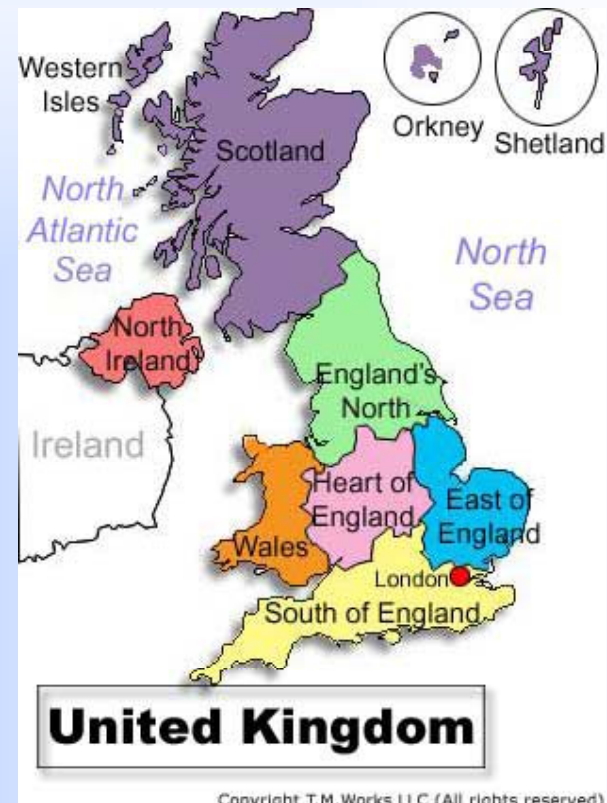 Western
Isles
Orkney
Shetland
Scotland
North
Atlantic
Sea
North
Sea
North
Ireland
England's
North
Ireland
Heart of
England
East of
England
Wales
London
South of England
United Kingdom
Copyright T.M.Works LLC (All rights reserved)